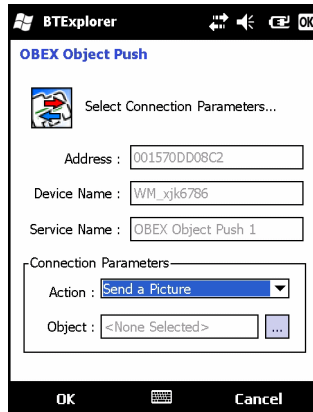 BTExplorer OK
OBEX Object Push
Select Connection Parameters...
Address : 001570DD08C2
Device Name : WM_xjk6786
Service Name : OBEX Object Push 1
Connection Parameters
Action : Send a Picture
Object : <None Selected> ...
OK Cancel